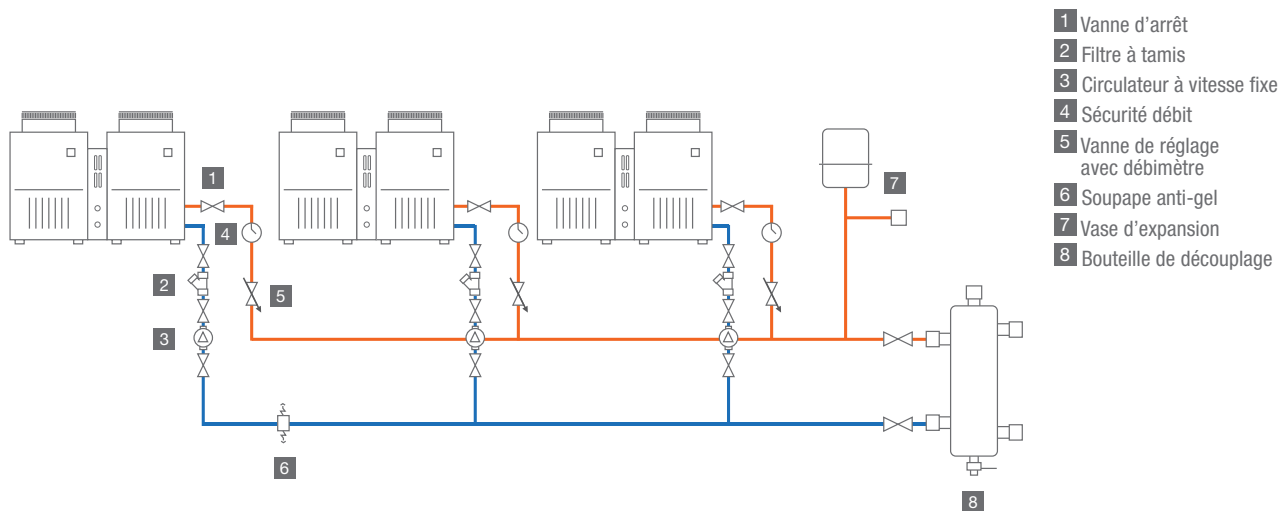 1 Vanne d’arrêt
2 Filtre à tamis
3 Circulateur à vitesse fixe
4 Sécurité débit
5 Vanne de réglage
avec débimètre
6 Soupape anti-gel
7 Vase d’expansion
8 Bouteille de découplage
1
7
4
2
5
3
6
8